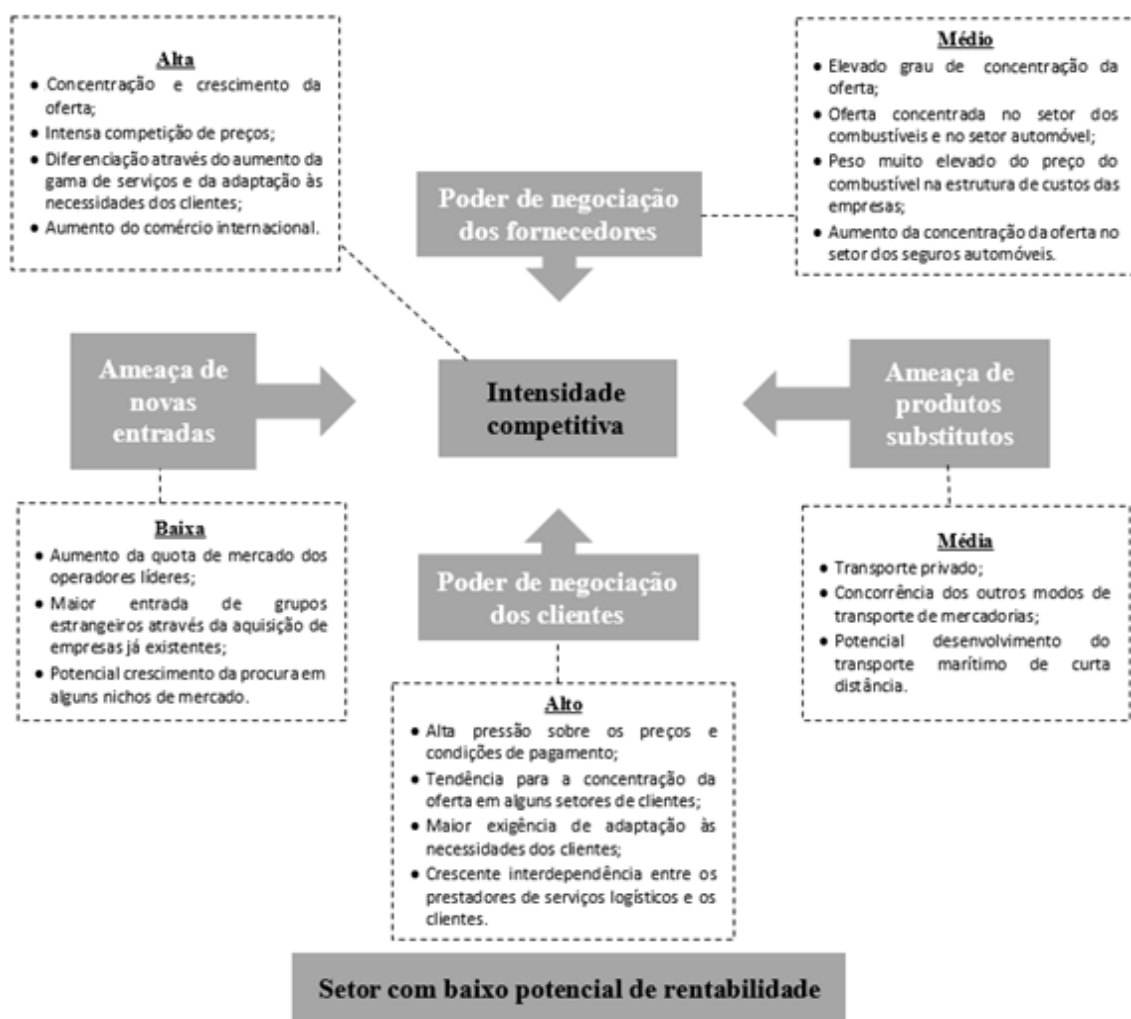 Alta
● Concentração e crescimento da
oferta;
● Intensa competição de preços;
● Diferenciação através do aumento da
gama de serviços e da adaptação às
necessidades dos clientes;
● Aumento do comércio internacional.
Poder de negociação
dos fornecedores
Médio
● Elevado grau de concentração da
oferta;
● Oferta concentrada no setor dos
combustíveis e no setor automóvel;
● Peso muito elevado do preço do
combustível na estrutura de custos das
empresas;
● Aumento da concentração da oferta no
setor dos seguros automóveis.
Ameaça de
novas
entradas
Intensidade
competitiva
Ameaça de
produtos
substitutos
Baixa
● Aumento da quota de mercado dos
operadores líderes;
● Maior entrada de grupos
estrangeiros através da aquisição de
empresas já existentes;
● Potencial crescimento da procura em
alguns nichos de mercado.
Poder de negociação
dos clientes
Média
● Transporte privado;
● Concorrência dos outros modos de
transporte de mercadorias;
● Potencial desenvolvimento do
transporte marítimo de curta
distância.
Alto
● Alta pressão sobre os preços e
condições de pagamento;
● Tendência para a concentração da
oferta em alguns setores de clientes;
● Maior exigência de adaptação às
necessidades dos clientes;
● Crescente interdependência entre os
prestadores de serviços logísticos e os
clientes.
Setor com baixo potencial de rentabilidade